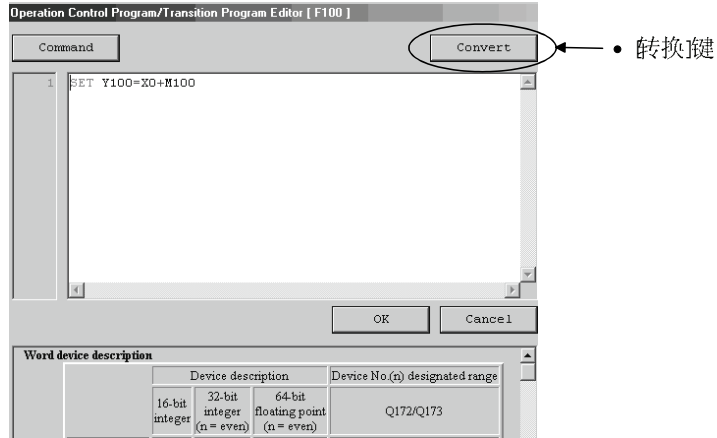 Operation Control Program/Transition Program Editor [ F100 ]
Command
Convert
• [转换]键
1
SET Y100=X0+M100
OK
Cancel
Word device description
Device description
Device No.(n) designated range
16-bit integer
32-bit integer (n = even)
64-bit floating point (n = even)
Q172/Q173